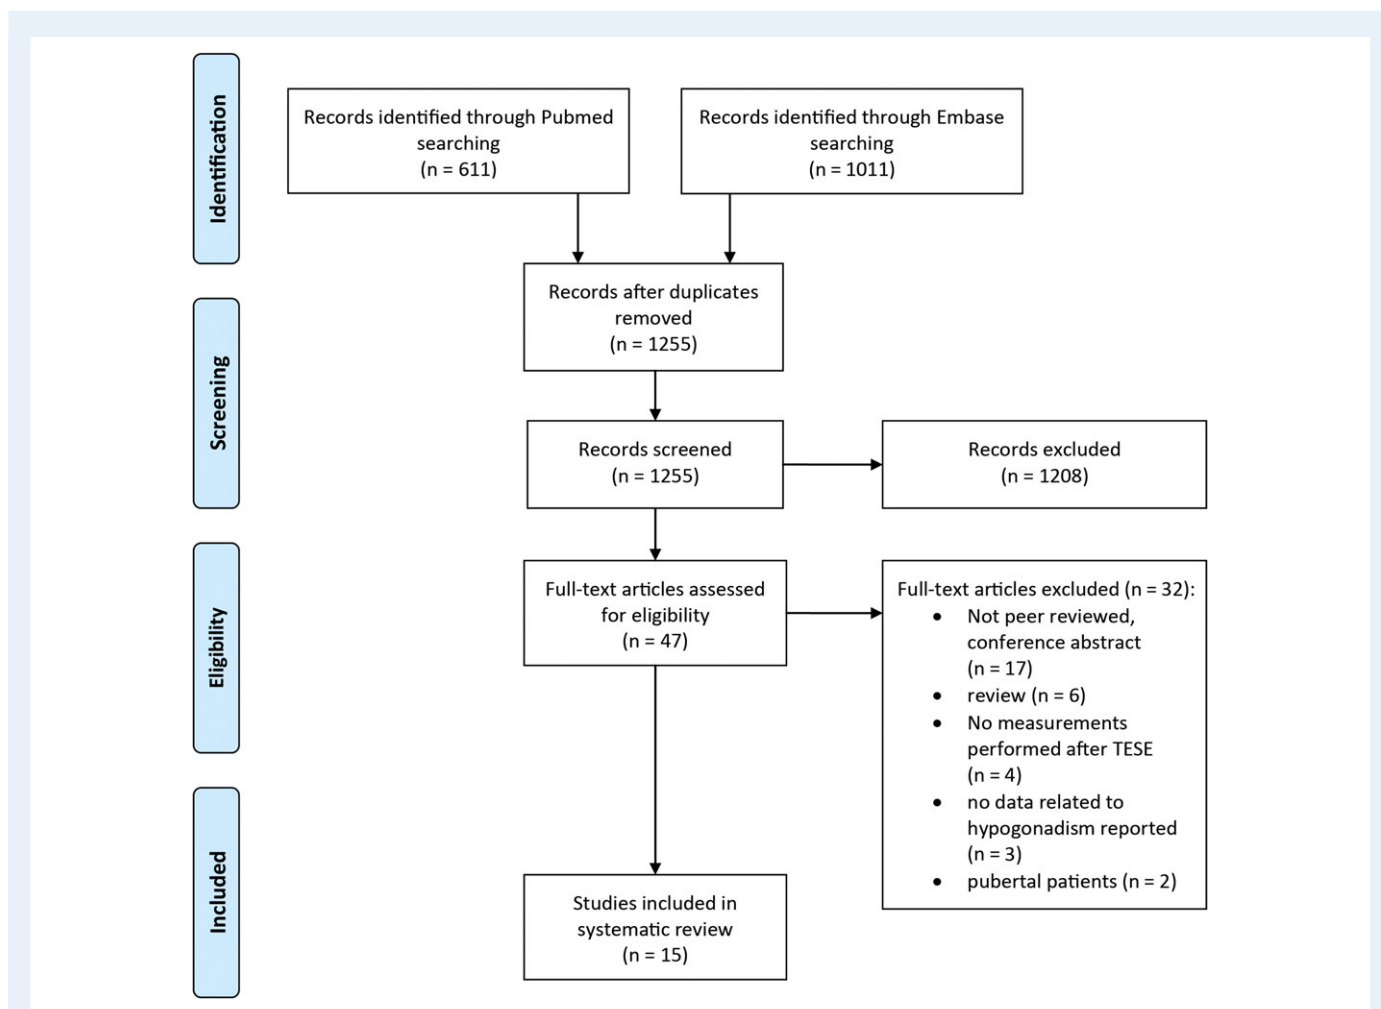 Identification
Records identified through Pubmed
searching
(n = 611)
Records identified through Embase
searching
(n = 1011)
Records after duplicates
removed
(n = 1255)
Screening
Records screened
(n = 1255)
Records excluded
(n = 1208)
Eligibility
Full-text articles assessed
for eligibility
(n = 47)
Full-text articles excluded (n = 32):
• Not peer reviewed,
conference abstract
(n = 17)
• review (n = 6)
• No measurements
performed after TESE
(n = 4)
• no data related to
hypogonadism reported
(n = 3)
• pubertal patients (n = 2)
Included
Studies included in
systematic review
(n = 15)